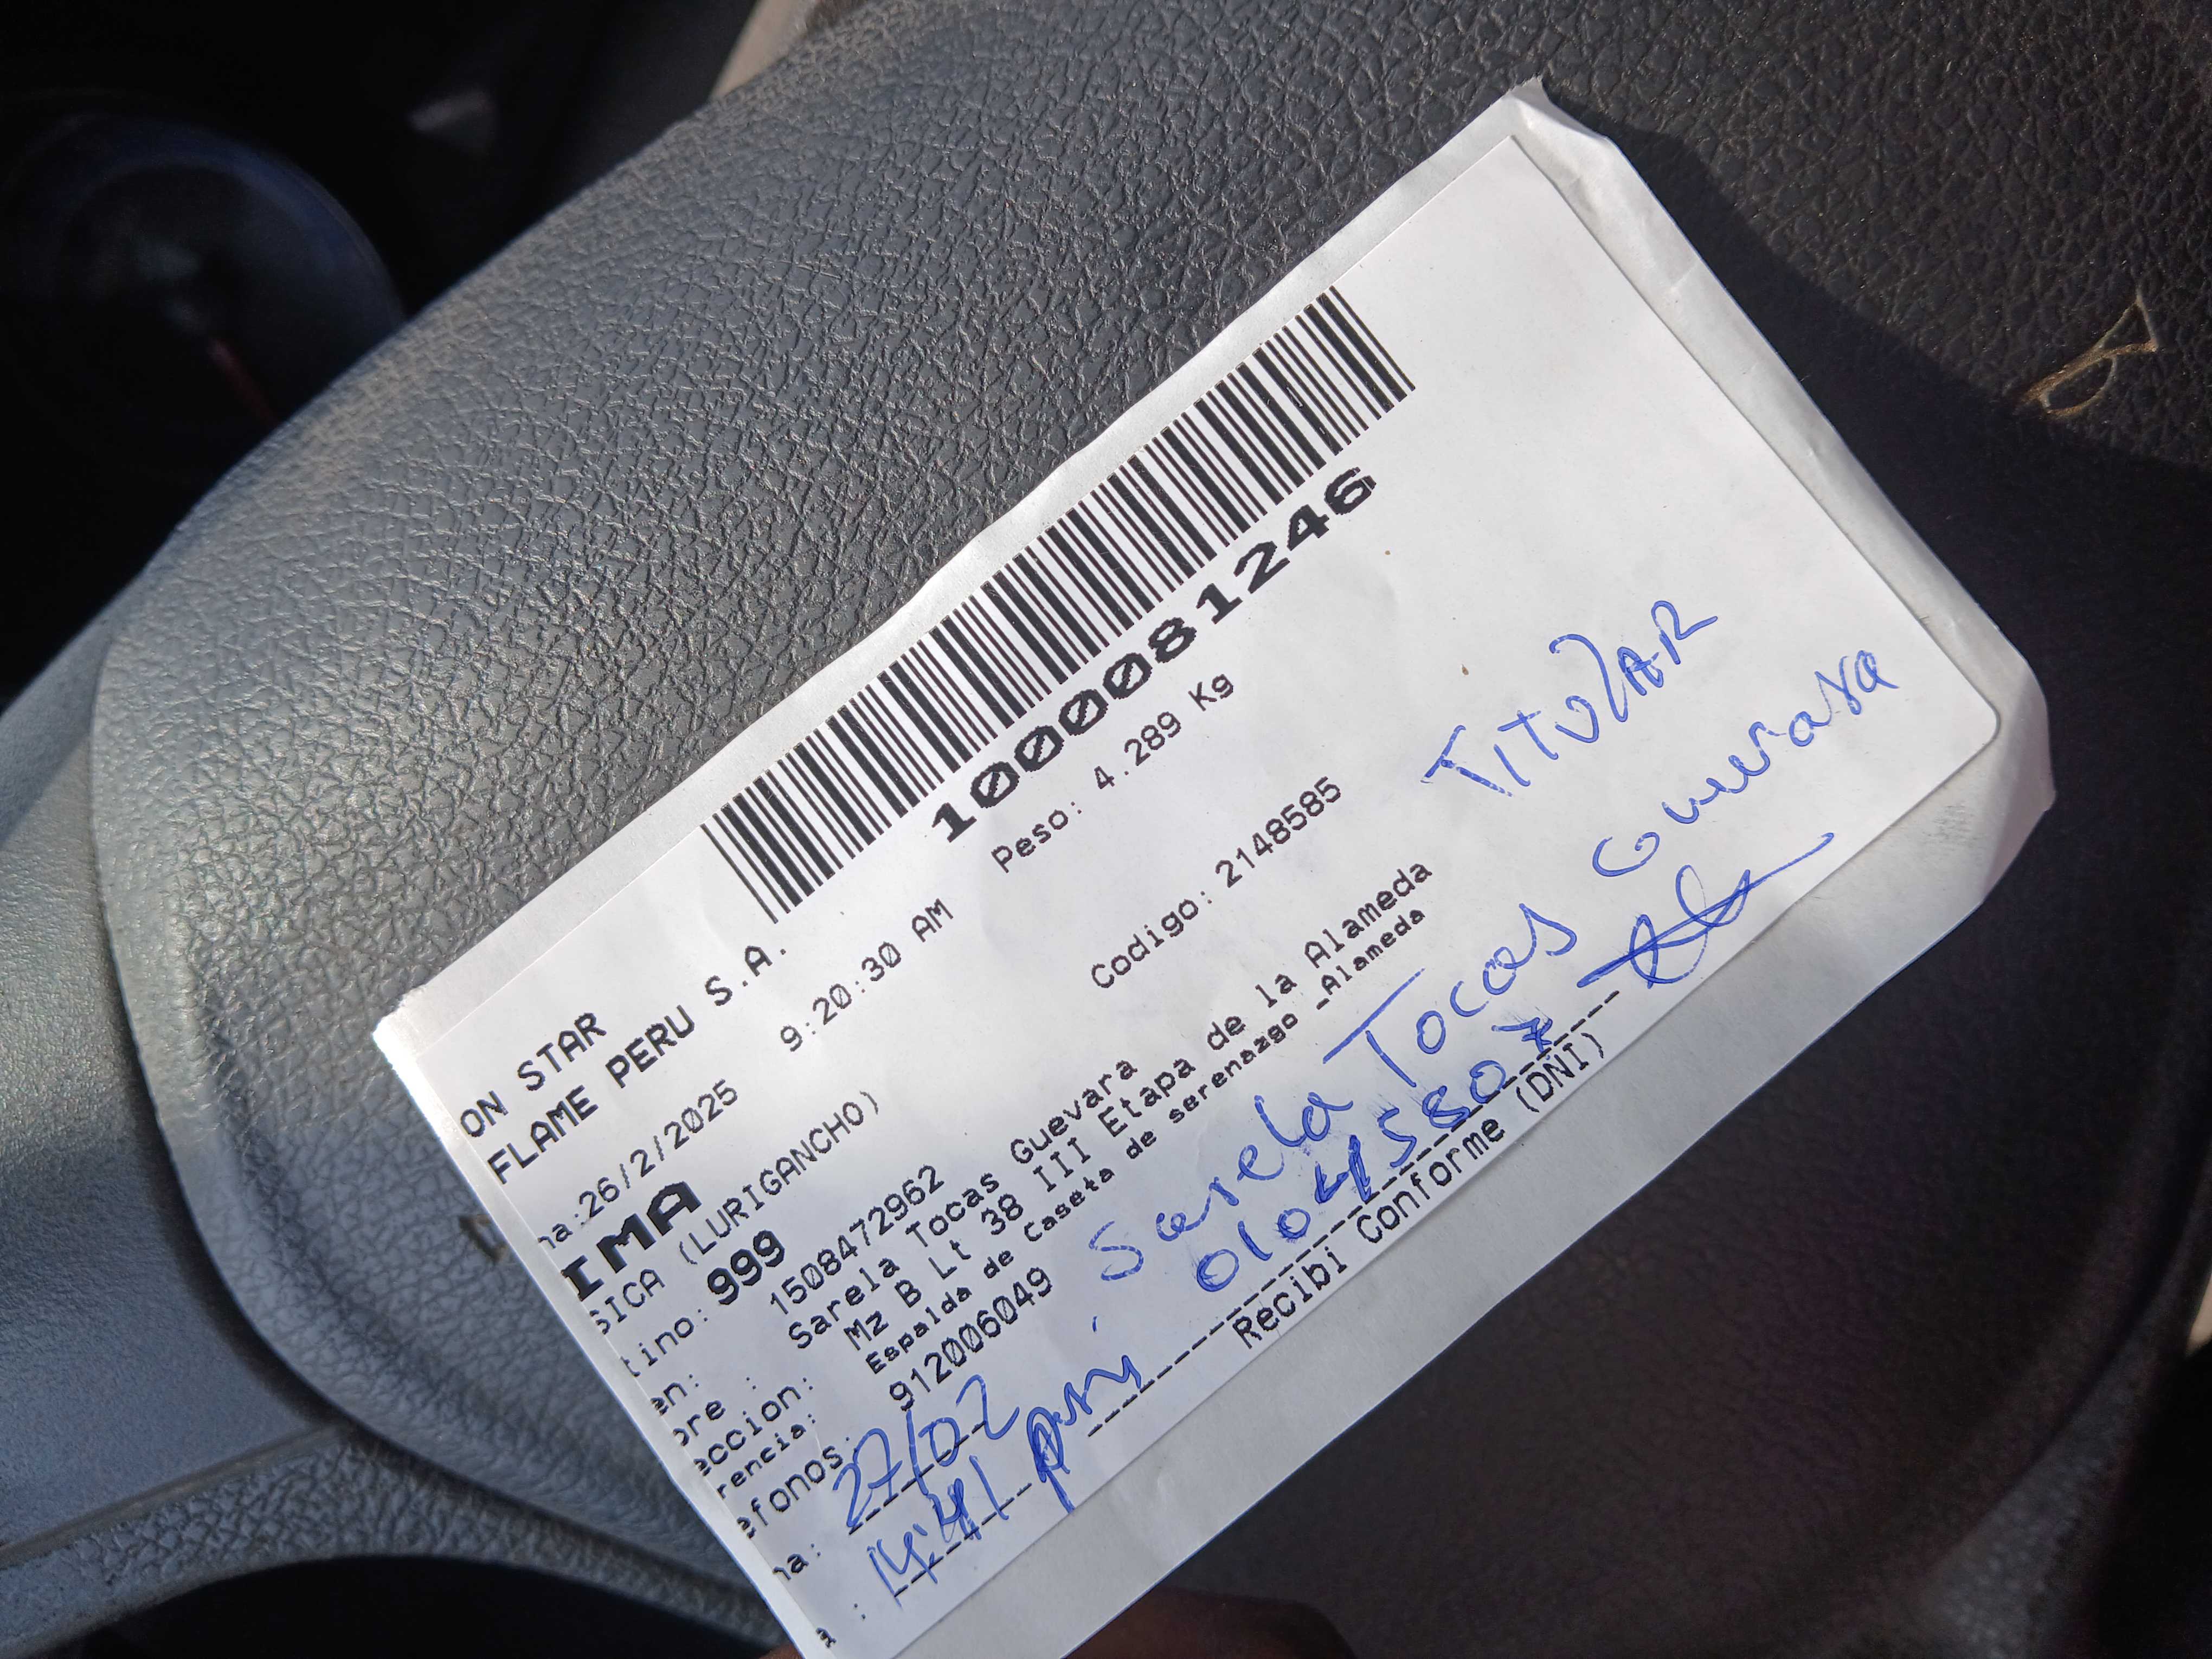 10000081246
ON STAR
FLAME PERU S.A.
Peso: 4.289 Kg
na:26/2/2025 9:20:30 AM
IMA
SICA (LURIGANCHO)
Codigo: 2148585
TITULAR
tino: 999
en: 1508472962
bre : Sarela Tocas Guevara
eccion: Mz B Lt 38 III Etapa de la Alameda
rencia: Espalda de Caseta de serenazgo _Alameda
efonos: 912006049
Sarela Tocas
01045807
na: 27/02
: 14:41 pm
Recibi Conforme (DNI)